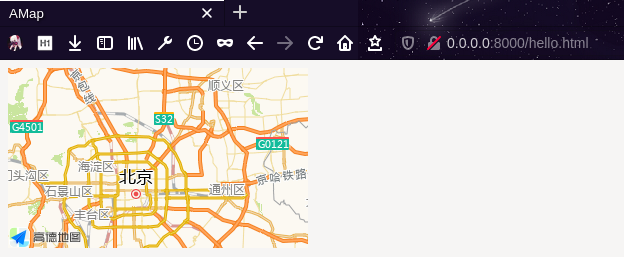 AMap
H1
0.0.0.0:8000/hello.html
顺义区
G4501
S32
G0121
海淀区
北京
门头沟区
京哈铁路
石景山区
通州区
丰台区
高德地图